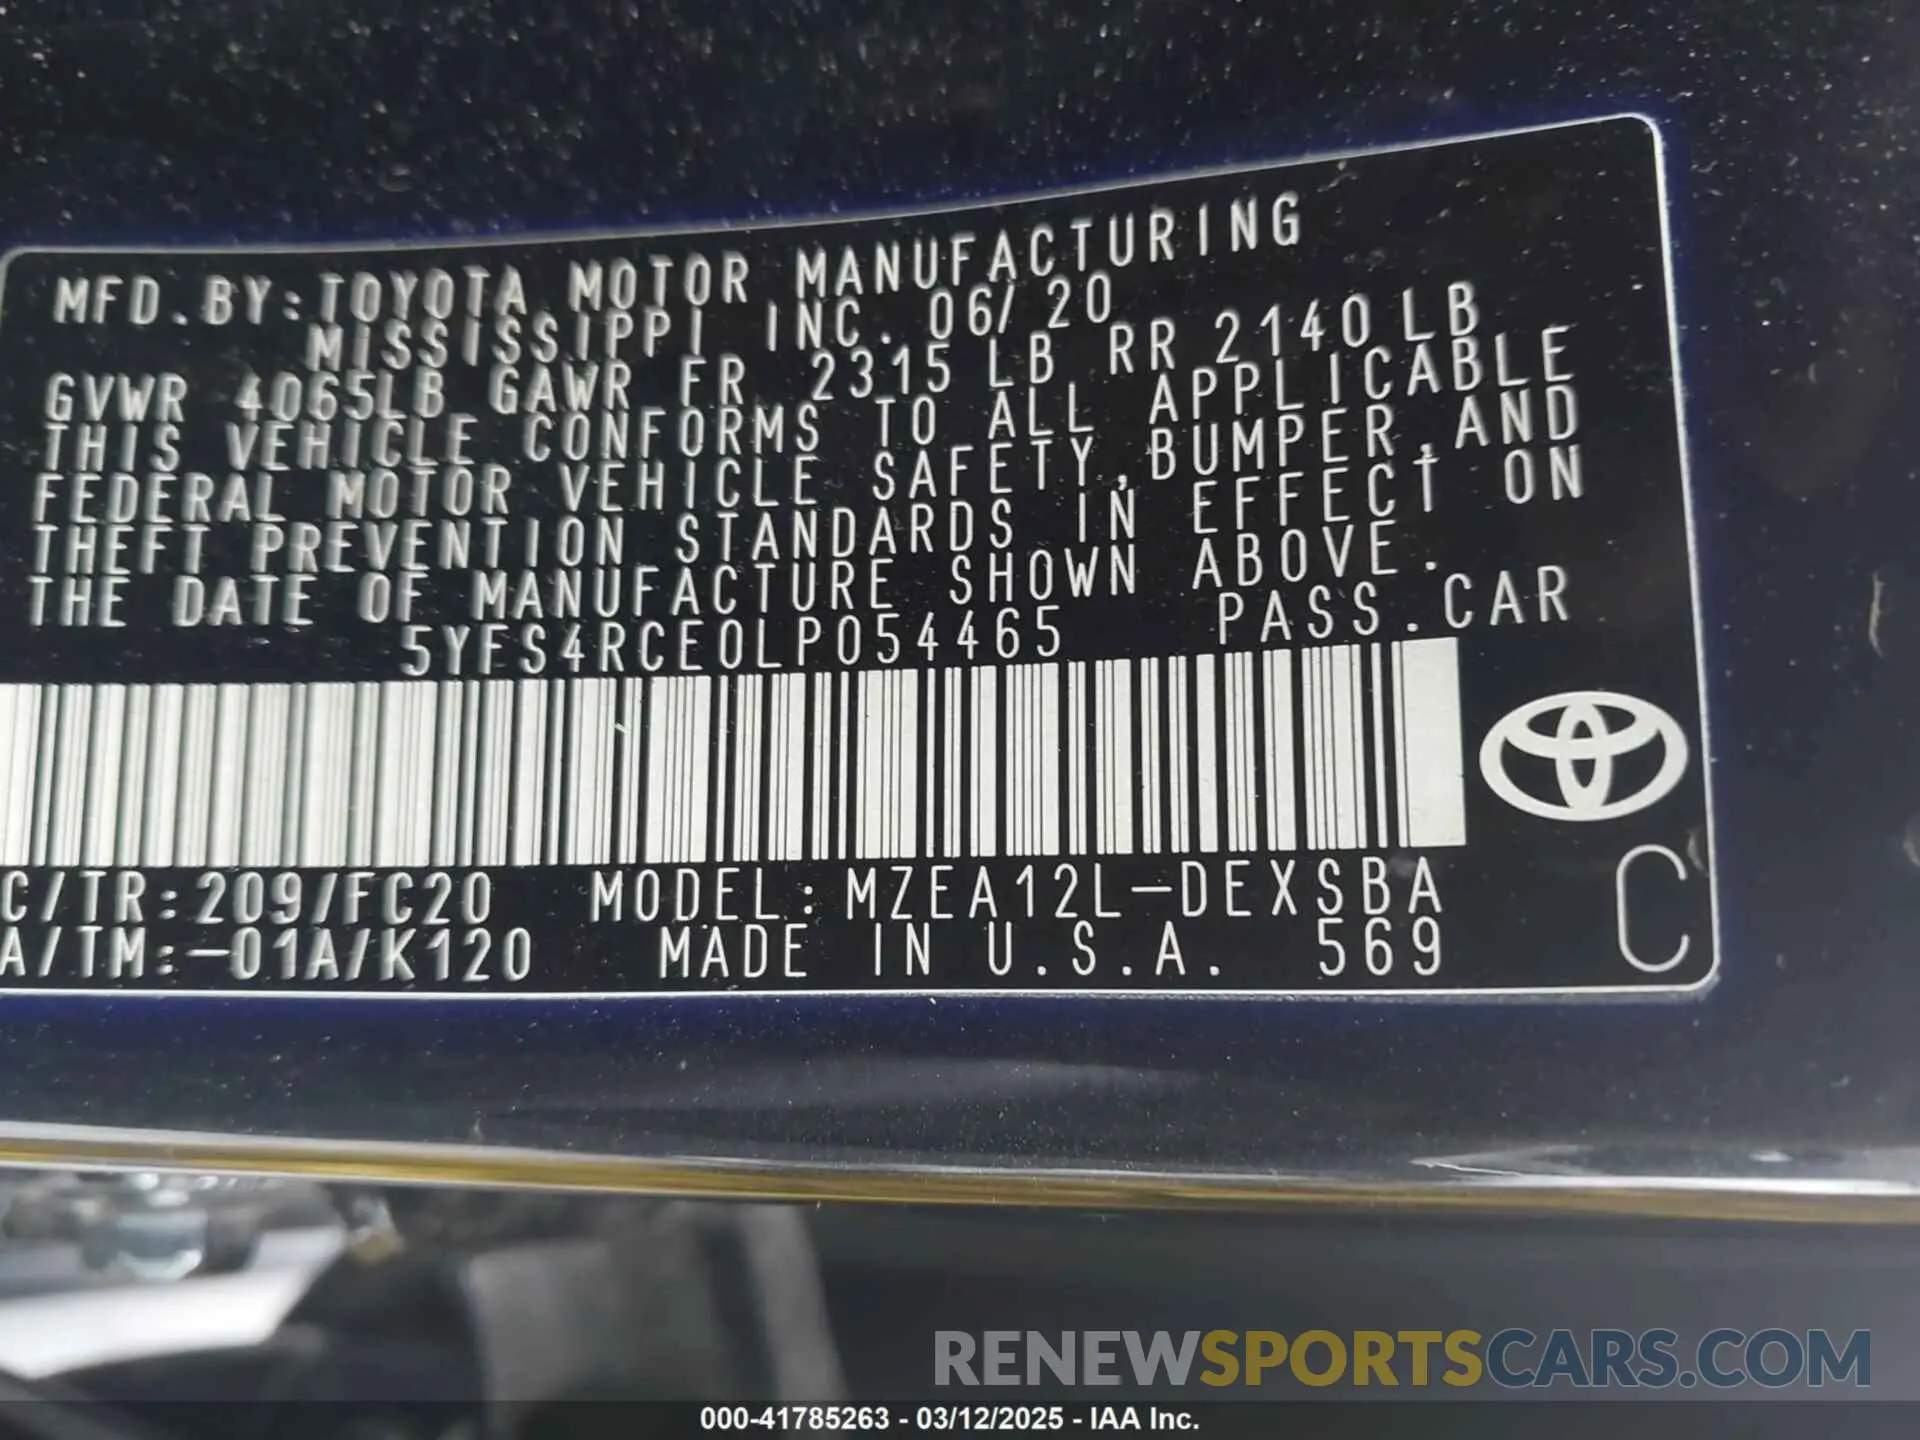 MFD.BY:TOYOTA MOTOR MANUFACTURING
MISSISSIPPI INC. 06/20
GVWR 4065LB GAWR FR 2315 LB RR 2140LB
THIS VEHICLE CONFORMS TO ALL APPLICABLE
FEDERAL MOTOR VEHICLE SAFETY,BUMPER,AND
THEFT PREVENTION STANDARDS IN EFFECT ON
THE DATE OF MANUFACTURE SHOWN ABOVE.
5YFS4RCE0LP054465 PASS.CAR
C/TR:209/FC20 MODEL:MZEA12L-DEXSBA
A/TM:-01A/K120 MADE IN U.S.A. 569
C
RENEWSPORTSCARS.COM
000-41785263 - 03/12/2025 - IAA Inc.